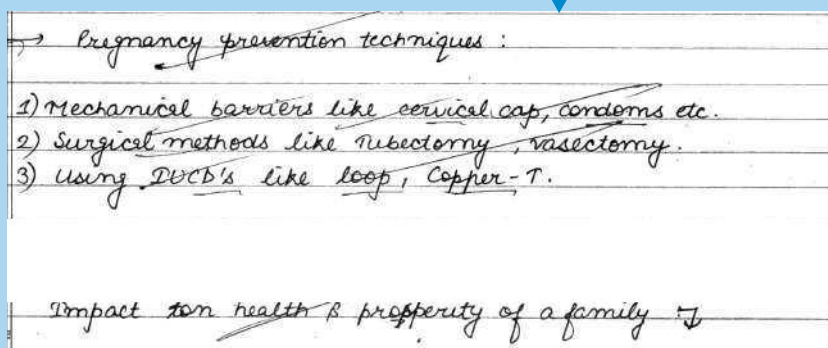 → Pregnancy prevention techniques :
1) Mechanical barriers like cervical cap, condoms etc.
2) Surgical methods like Tubectomy, vasectomy.
3) Using IUCD's like loop, Copper-T.
Impact on health & prosperity of a family :-